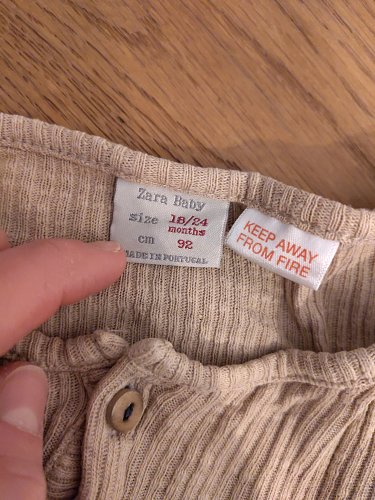 Zara Baby
size 18/24
months
cm 92
MADE IN PORTUGAL
KEEP AWAY
FROM FIRE